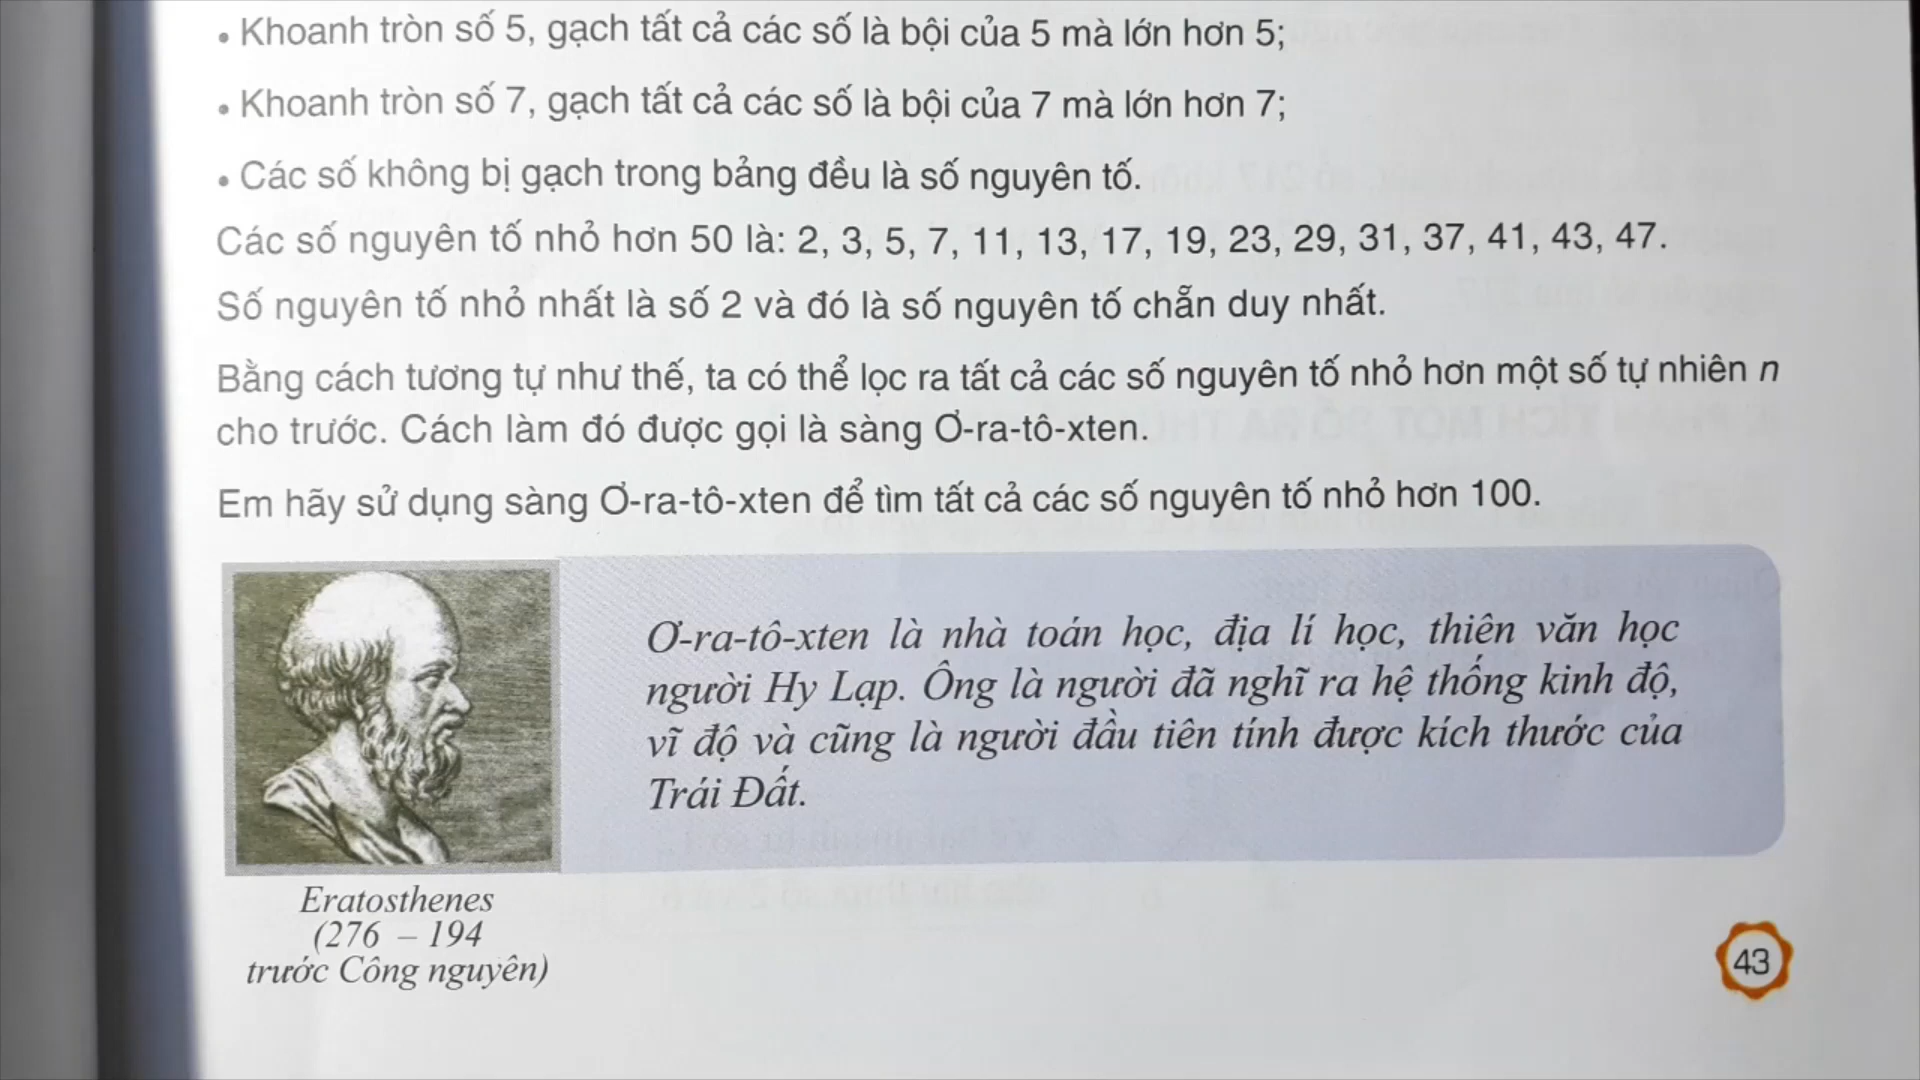 • Khoanh tròn số 5, gạch tất cả các số là bội của 5 mà lớn hơn 5;
• Khoanh tròn số 7, gạch tất cả các số là bội của 7 mà lớn hơn 7;
• Các số không bị gạch trong bảng đều là số nguyên tố.
Các số nguyên tố nhỏ hơn 50 là: 2, 3, 5, 7, 11, 13, 17, 19, 23, 29, 31, 37, 41, 43, 47.
Số nguyên tố nhỏ nhất là số 2 và đó là số nguyên tố chẵn duy nhất.
Bằng cách tương tự như thế, ta có thể lọc ra tất cả các số nguyên tố nhỏ hơn một số tự nhiên n
cho trước. Cách làm đó được gọi là sàng Ơ-ra-tô-xten.
Em hãy sử dụng sàng Ơ-ra-tô-xten để tìm tất cả các số nguyên tố nhỏ hơn 100.
Ơ-ra-tô-xten là nhà toán học, địa lí học, thiên văn học
người Hy Lạp. Ông là người đã nghĩ ra hệ thống kinh độ,
vĩ độ và cũng là người đầu tiên tính được kích thước của
Trái Đất.
Eratosthenes
(276 – 194
trước Công nguyên)
43